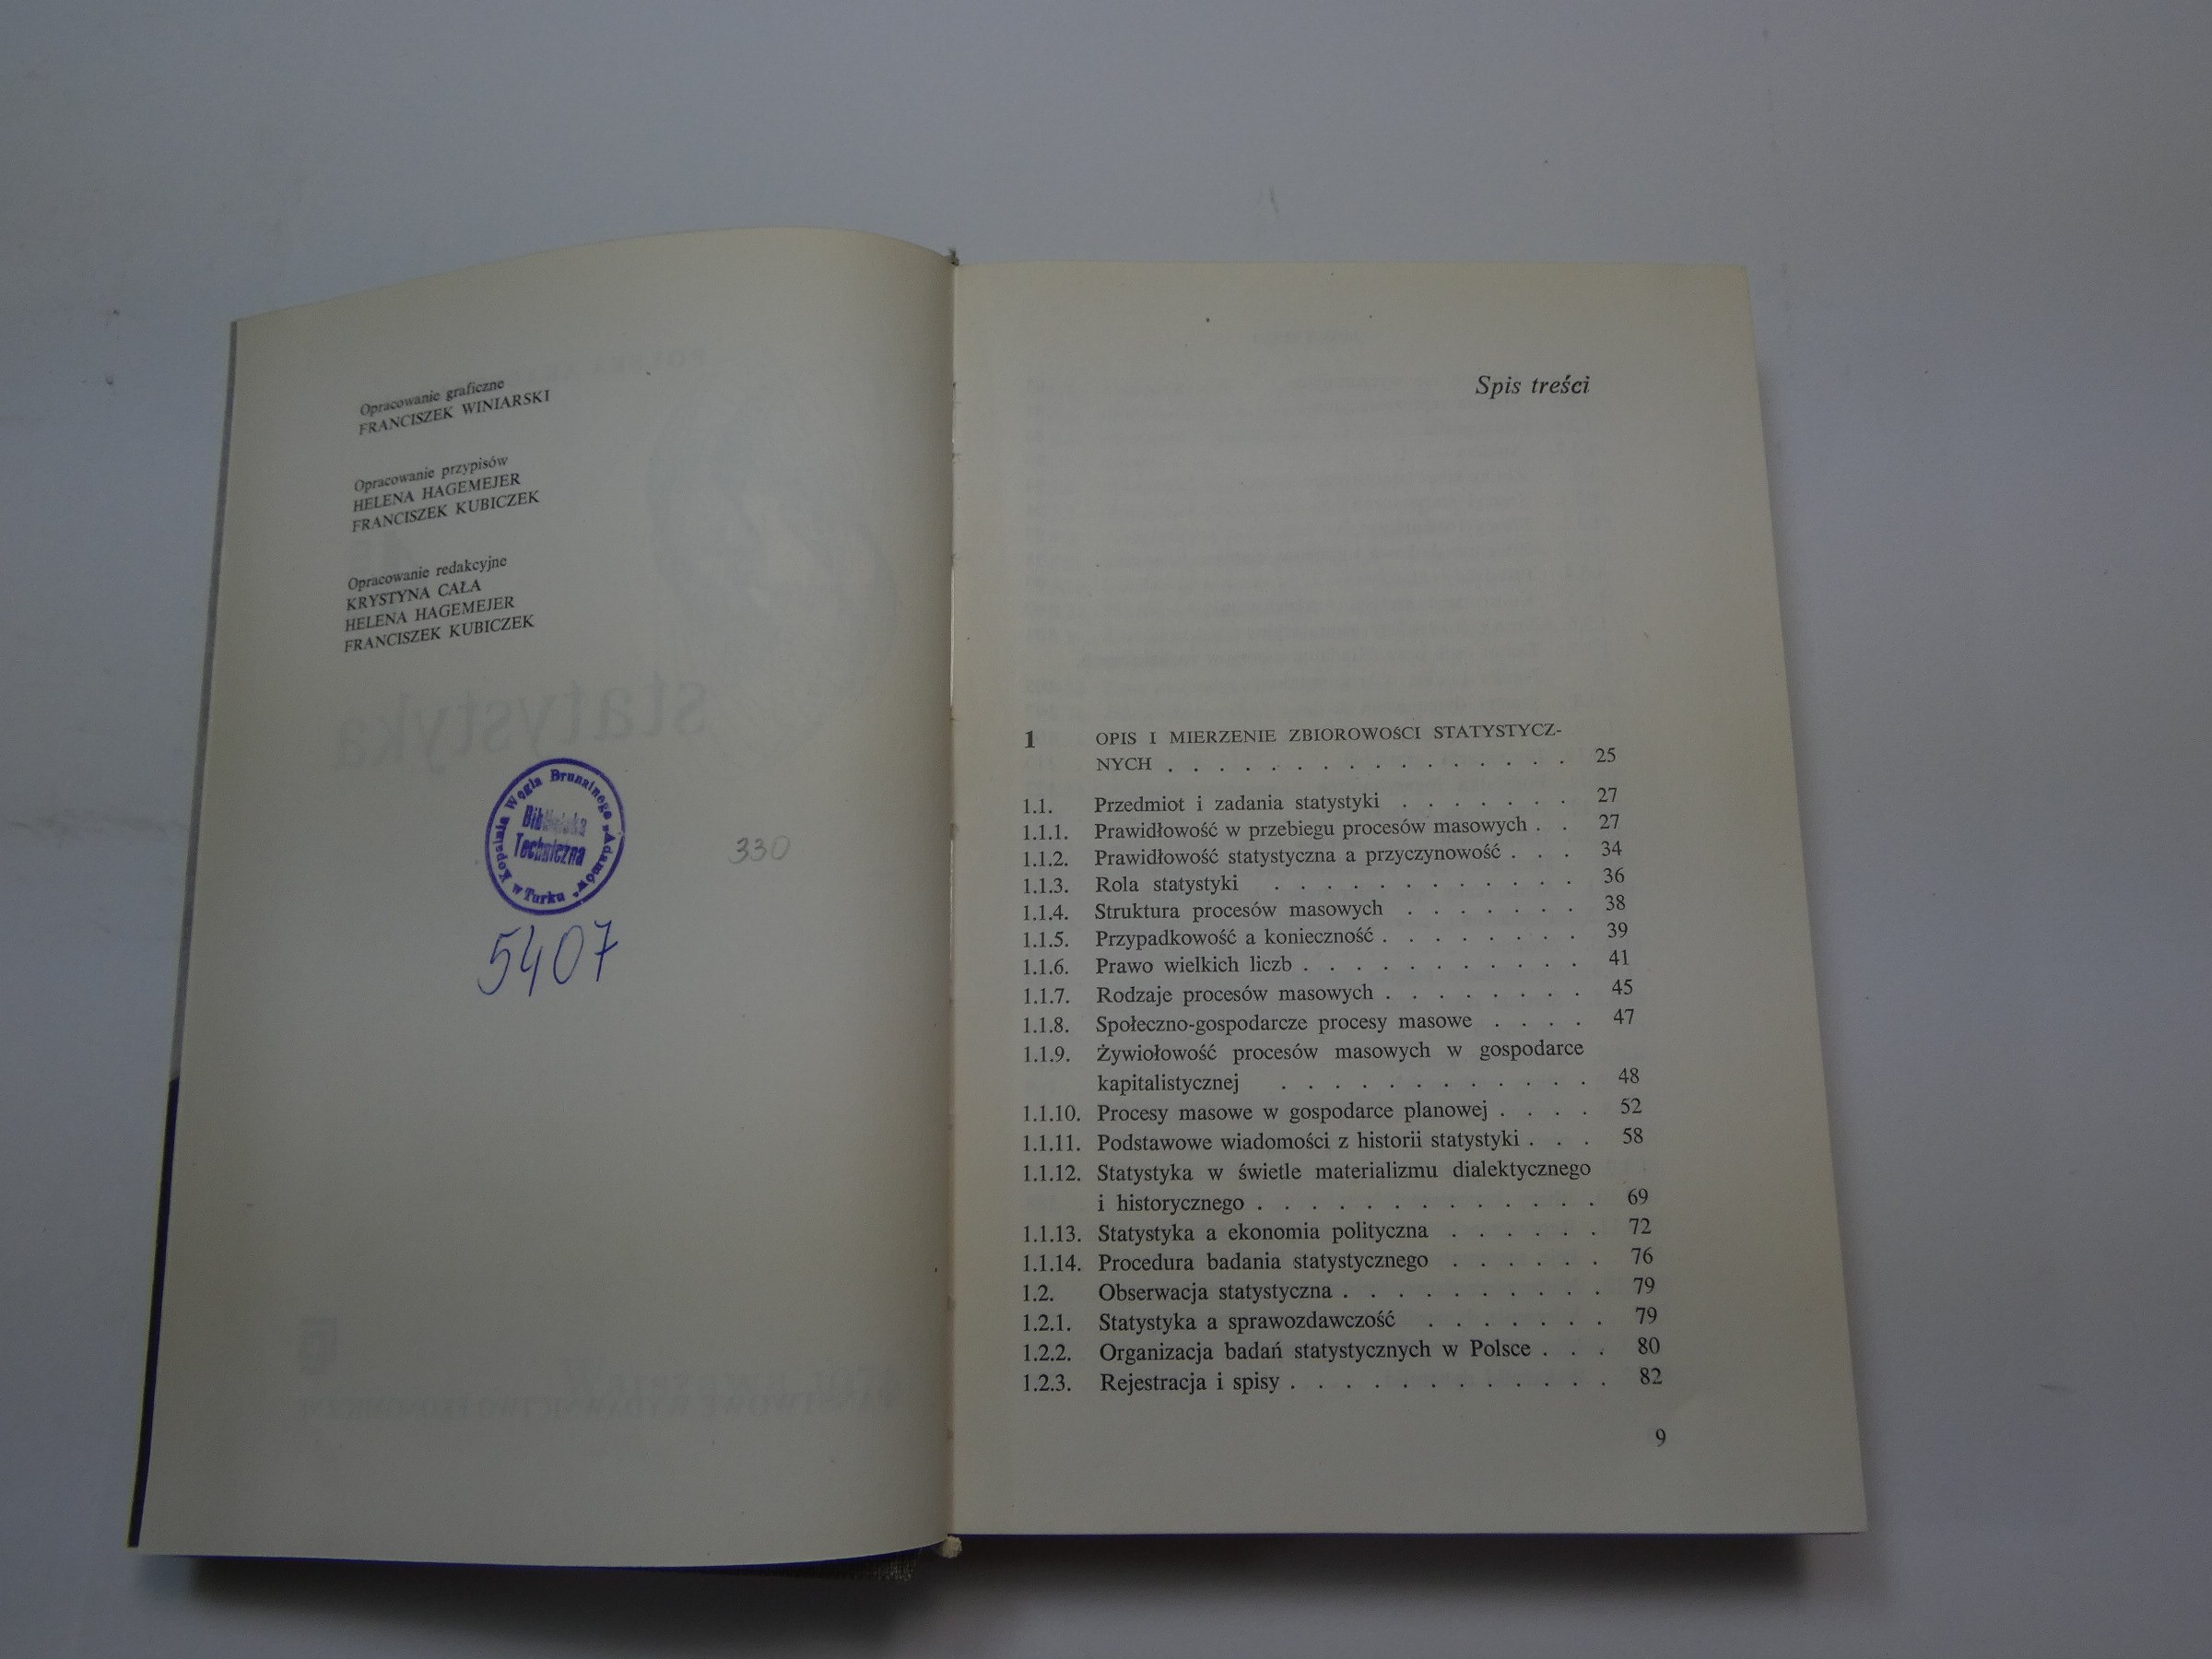 Opracowanie graficzne
FRANCISZEK WINIARSKI
Opracowanie przypisów
HELENA HAGEMEJER
FRANCISZEK KUBICZEK
Opracowanie redakcyjne
KRYSTYNA CAŁA
HELENA HAGEMEJER
FRANCISZEK KUBICZEK
statystyka
Kopalnia Węgla Brunatnego „Adamów" w Turku
Biblioteka
Techniczna
330
5407
Spis treści
1 OPIS I MIERZENIE ZBIOROWOŚCI STATYSTYCZ-
NYCH . . . . . . . . . . . . . . . . 25
1.1. Przedmiot i zadania statystyki . . . . . . . 27
1.1.1. Prawidłowość w przebiegu procesów masowych . . 27
1.1.2. Prawidłowość statystyczna a przyczynowość . . . 34
1.1.3. Rola statystyki . . . . . . . . . . . . 36
1.1.4. Struktura procesów masowych . . . . . . . 38
1.1.5. Przypadkowość a konieczność . . . . . . . . 39
1.1.6. Prawo wielkich liczb . . . . . . . . . . . 41
1.1.7. Rodzaje procesów masowych . . . . . . . . 45
1.1.8. Społeczno-gospodarcze procesy masowe . . . . 47
1.1.9. Żywiołowość procesów masowych w gospodarce
kapitalistycznej . . . . . . . . . . . . 48
1.1.10. Procesy masowe w gospodarce planowej . . . . 52
1.1.11. Podstawowe wiadomości z historii statystyki . . . 58
1.1.12. Statystyka w świetle materializmu dialektycznego
i historycznego . . . . . . . . . . . . . 69
1.1.13. Statystyka a ekonomia polityczna . . . . . . 72
1.1.14. Procedura badania statystycznego . . . . . . 76
1.2. Obserwacja statystyczna . . . . . . . . . . 79
1.2.1. Statystyka a sprawozdawczość . . . . . . . 79
1.2.2. Organizacja badań statystycznych w Polsce . . . 80
1.2.3. Rejestracja i spisy . . . . . . . . . . . . 82
9